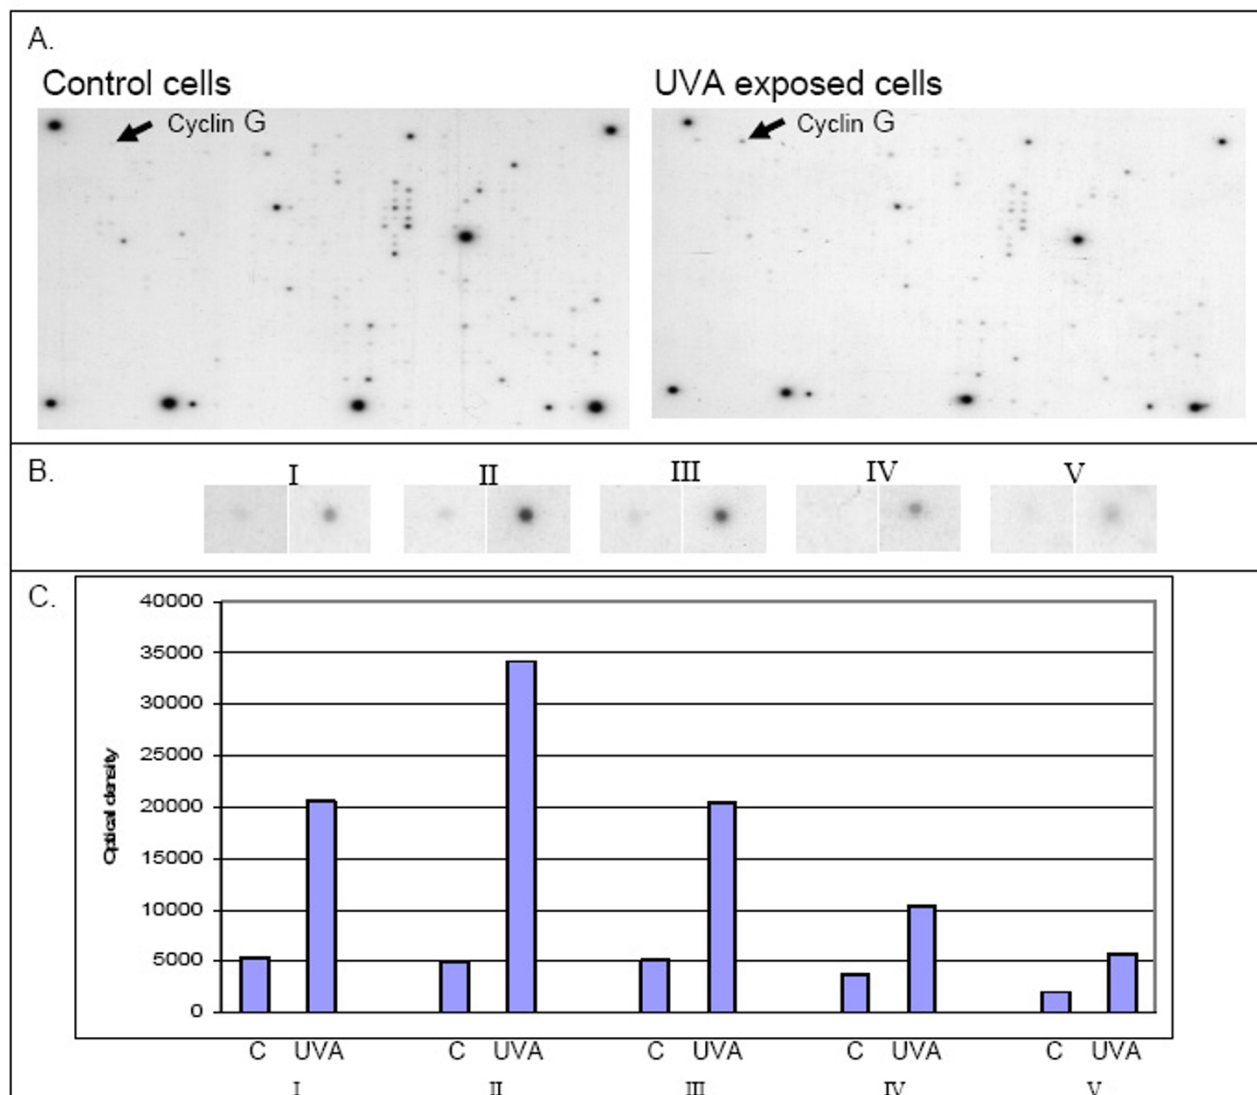 A.
Control cells
UVA exposed cells
Cyclin G
Cyclin G
B.
I II III IV V
C.
40000
35000
30000
25000
20000
15000
10000
5000
0
Optical density
C UVA C UVA C UVA C UVA C UVA
I II III IV V